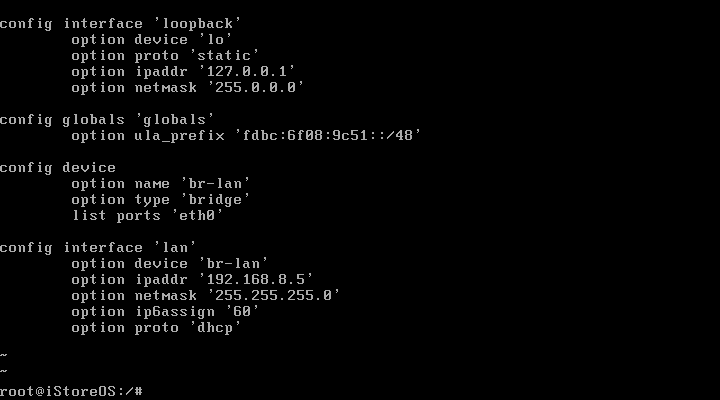 config interface 'loopback'
        option device 'lo'
        option proto 'static'
        option ipaddr '127.0.0.1'
        option netmask '255.0.0.0'

config globals 'globals'
        option ula_prefix 'fdbc:6f08:9c51::/48'

config device
        option name 'br-lan'
        option type 'bridge'
        list ports 'eth0'

config interface 'lan'
        option device 'br-lan'
        option ipaddr '192.168.8.5'
        option netmask '255.255.255.0'
        option ip6assign '60'
        option proto 'dhcp'

~
~
root@iStoreOS:/#